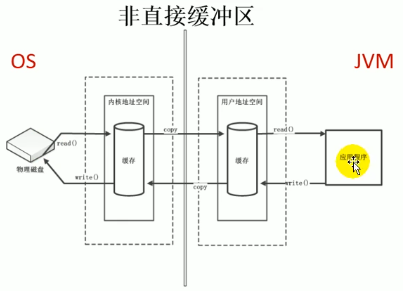 非直接缓冲区
OS
JVM
内核地址空间
用户地址空间
copy
read()
read()
缓存
缓存
应用程序
物理磁盘
write()
copy
write()